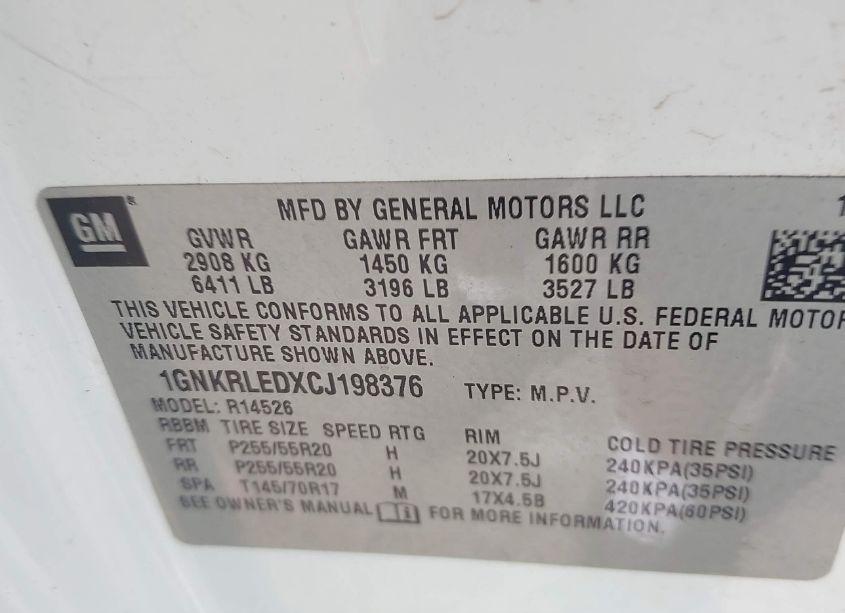 GM
MFD BY GENERAL MOTORS LLC 1
GVWR GAWR FRT GAWR RR
2908 KG 1450 KG 1600 KG
6411 LB 3196 LB 3527 LB
THIS VEHICLE CONFORMS TO ALL APPLICABLE U.S. FEDERAL MOTOR
VEHICLE SAFETY STANDARDS IN EFFECT ON THE DATE OF
MANUFACTURE SHOWN ABOVE.
1GNKRLEDXCJ198376 TYPE: M.P.V.
MODEL: R14526
RBBM TIRE SIZE SPEED RTG RIM COLD TIRE PRESSURE
FRT P255/55R20 H 20X7.5J 240KPA(35PSI)
RR P255/55R20 H 20X7.5J 240KPA(35PSI)
SPA T145/70R17 M 17X4.5B 420KPA(60PSI)
SEE OWNER'S MANUAL FOR MORE INFORMATION.